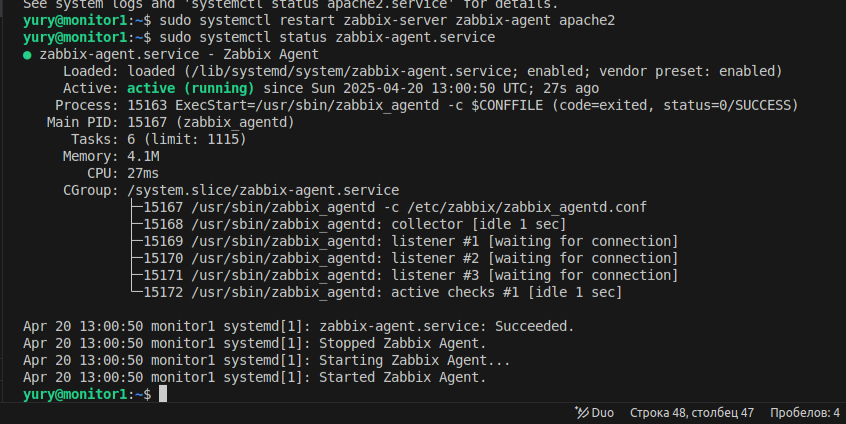 See system logs and 'systemctl status apache2.service' for details.
yury@monitor1:~$ sudo systemctl restart zabbix-server zabbix-agent apache2
yury@monitor1:~$ sudo systemctl status zabbix-agent.service
● zabbix-agent.service - Zabbix Agent
     Loaded: loaded (/lib/systemd/system/zabbix-agent.service; enabled; vendor preset: enabled)
     Active: active (running) since Sun 2025-04-20 13:00:50 UTC; 27s ago
    Process: 15163 ExecStart=/usr/sbin/zabbix_agentd -c $CONFFILE (code=exited, status=0/SUCCESS)
   Main PID: 15167 (zabbix_agentd)
      Tasks: 6 (limit: 1115)
     Memory: 4.1M
        CPU: 27ms
     CGroup: /system.slice/zabbix-agent.service
             ├─15167 /usr/sbin/zabbix_agentd -c /etc/zabbix/zabbix_agentd.conf
             ├─15168 /usr/sbin/zabbix_agentd: collector [idle 1 sec]
             ├─15169 /usr/sbin/zabbix_agentd: listener #1 [waiting for connection]
             ├─15170 /usr/sbin/zabbix_agentd: listener #2 [waiting for connection]
             ├─15171 /usr/sbin/zabbix_agentd: listener #3 [waiting for connection]
             └─15172 /usr/sbin/zabbix_agentd: active checks #1 [idle 1 sec]

Apr 20 13:00:50 monitor1 systemd[1]: zabbix-agent.service: Succeeded.
Apr 20 13:00:50 monitor1 systemd[1]: Stopped Zabbix Agent.
Apr 20 13:00:50 monitor1 systemd[1]: Starting Zabbix Agent...
Apr 20 13:00:50 monitor1 systemd[1]: Started Zabbix Agent.
yury@monitor1:~$
Duo Строка 48, столбец 47 Пробелов: 4